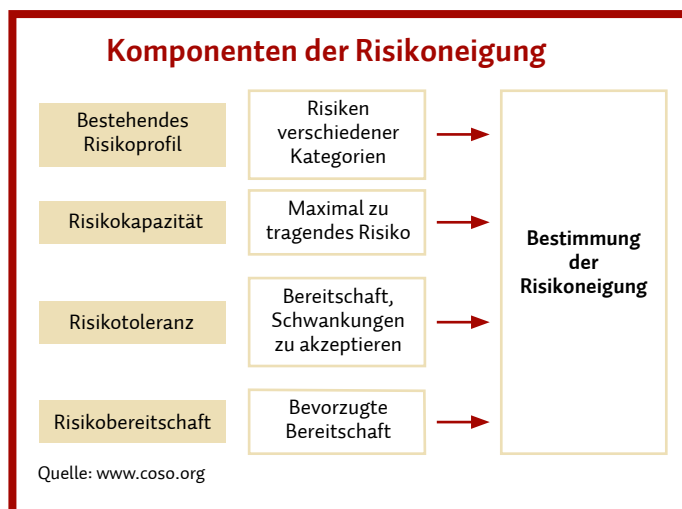 Komponenten der Risikoneigung
Bestehendes
Risikoprofil
Risiken
verschiedener
Kategorien
Risikokapazität
Maximal zu
tragendes Risiko
Risikotoleranz
Bereitschaft,
Schwankungen
zu akzeptieren
Risikobereitschaft
Bevorzugte
Bereitschaft
Bestimmung
der
Risikoneigung
Quelle: www.coso.org